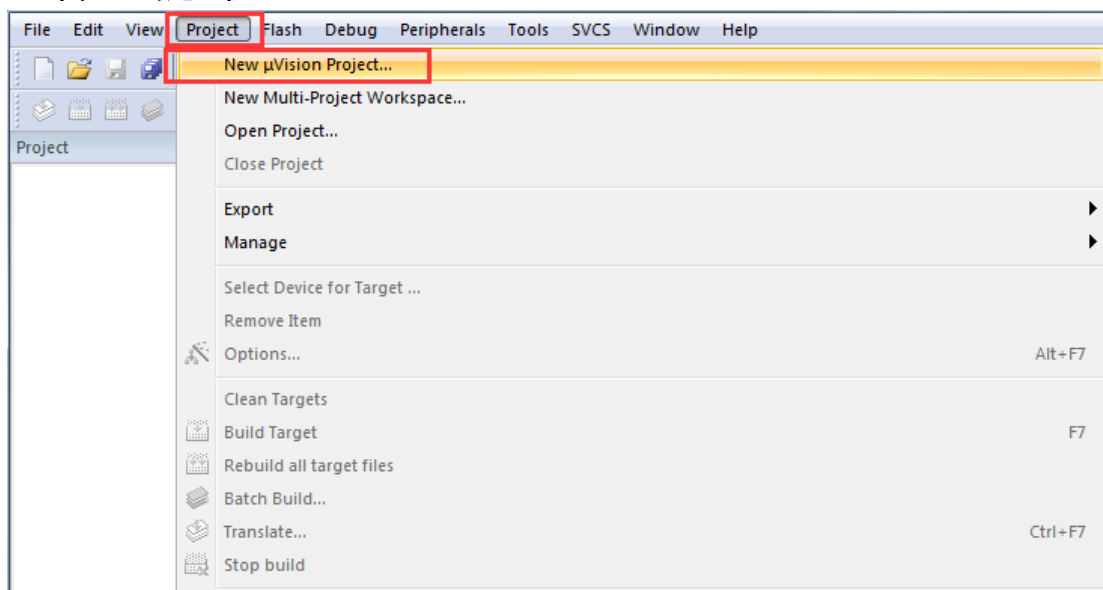 File Edit View Project Flash Debug Peripherals Tools SVCS Window Help
New µVision Project...
New Multi-Project Workspace...
Open Project...
Project
Close Project
Export
Manage
Select Device for Target ...
Remove Item
Options... Alt+F7
Clean Targets
Build Target F7
Rebuild all target files
Batch Build...
Translate... Ctrl+F7
Stop build